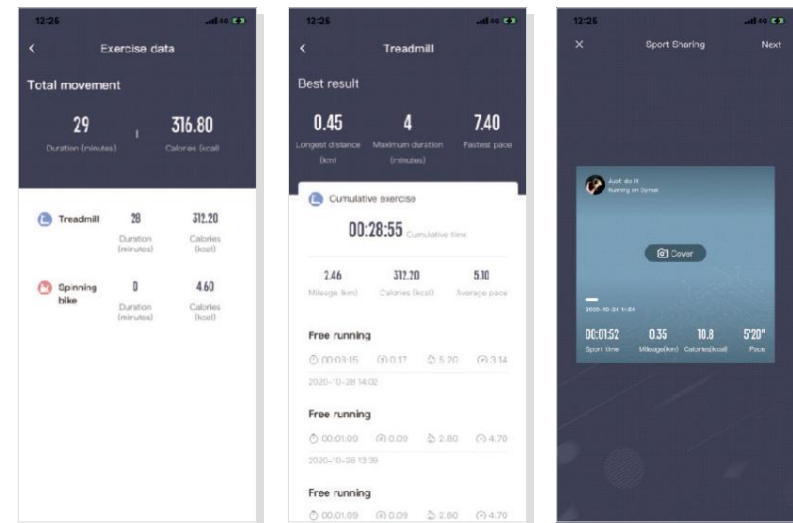 12:25
Exercise data
Total movement
29
316.80
Duration (minutes)
Calories (kcal)
Treadmill
28
312.20
Duration
(minutes)
Calories
(kcal)
Spinning
bike
0
4.60
Duration
(minutes)
Calories
(kcal)
12:25
Treadmill
Best result
0.45
4
7.40
Longest distance
(km)
Maximum duration
(minutes)
Fastest pace
Cumulative exercise
00:28:55 Cumulative time
2.46
312.20
5.10
Mileage (km)
Calories (kcal)
Average pace
Free running
00:03:15 0.17 5.20 3.14
2020-10-28 14:02
Free running
00:01:09 0.09 2.80 4.70
2020-10-28 13:39
Free running
00:01:09 0.09 2.80 4.70
12:25
Sport Sharing
Next
Just do it
Running on
Cover
00:01:52
0.35
10.8
5'20"
Sport time
Mileage(km)
Calories(kcal)
Pace